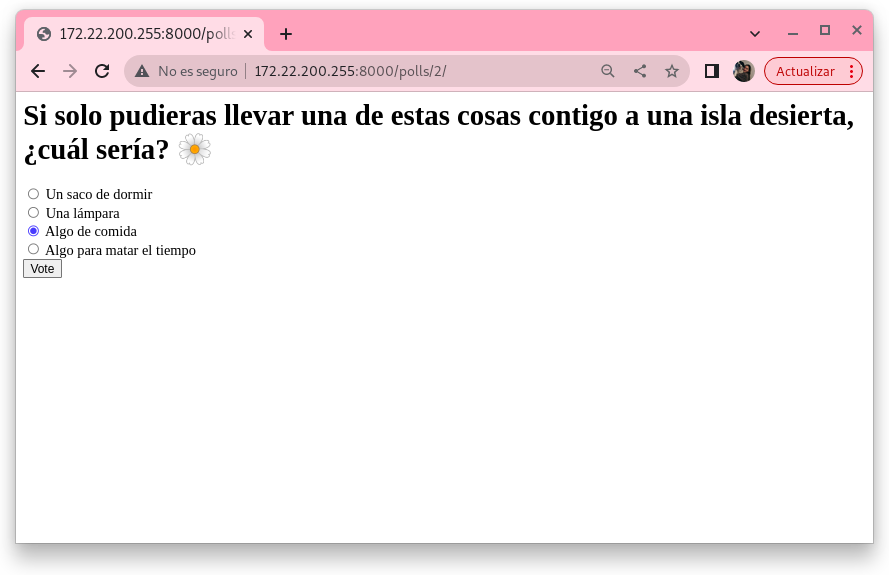 172.22.200.255:8000/polls
No es seguro 172.22.200.255:8000/polls/2/ Actualizar
Si solo pudieras llevar una de estas cosas contigo a una isla desierta,
¿cuál sería?
Un saco de dormir
Una lámpara
Algo de comida
Algo para matar el tiempo
Vote